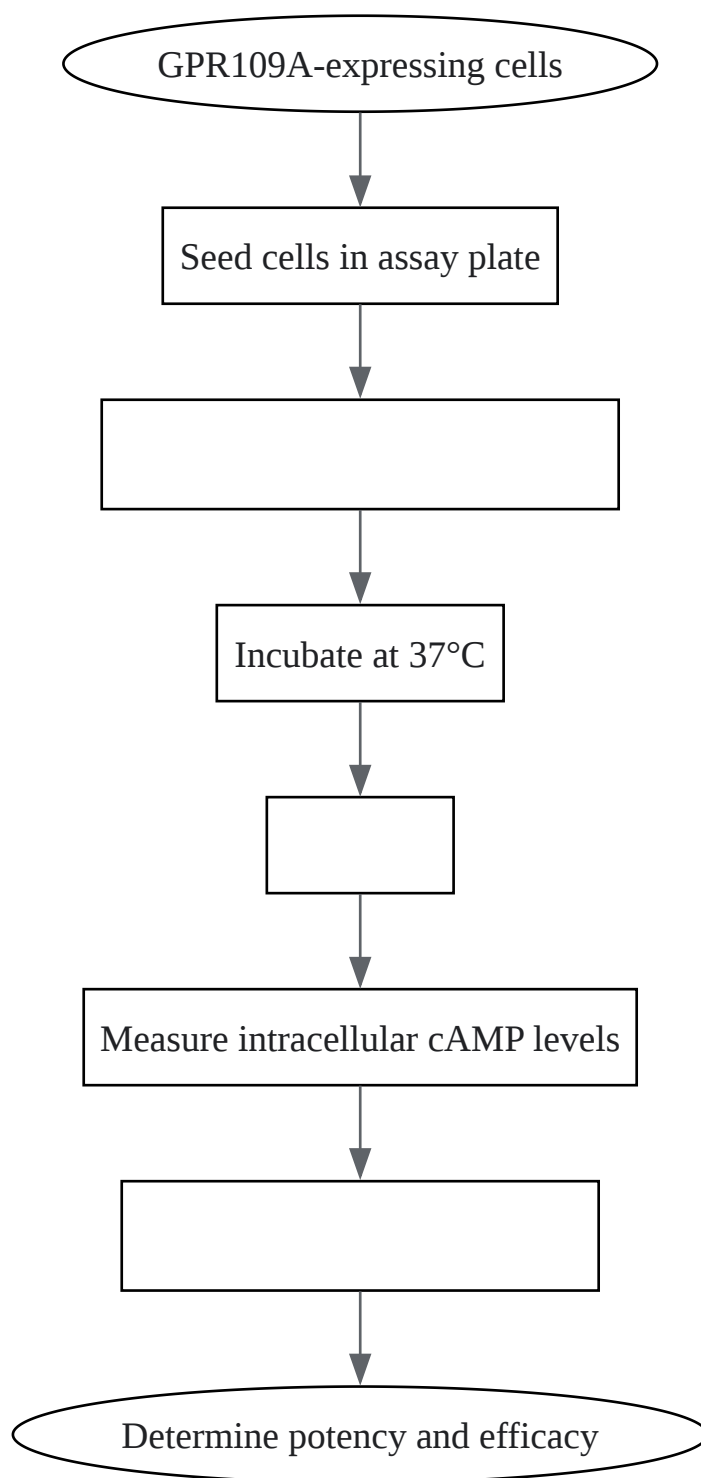 GPR109A-expressing cells
Seed cells in assay plate
Incubate at 37°C
Measure intracellular cAMP levels
Determine potency and efficacy